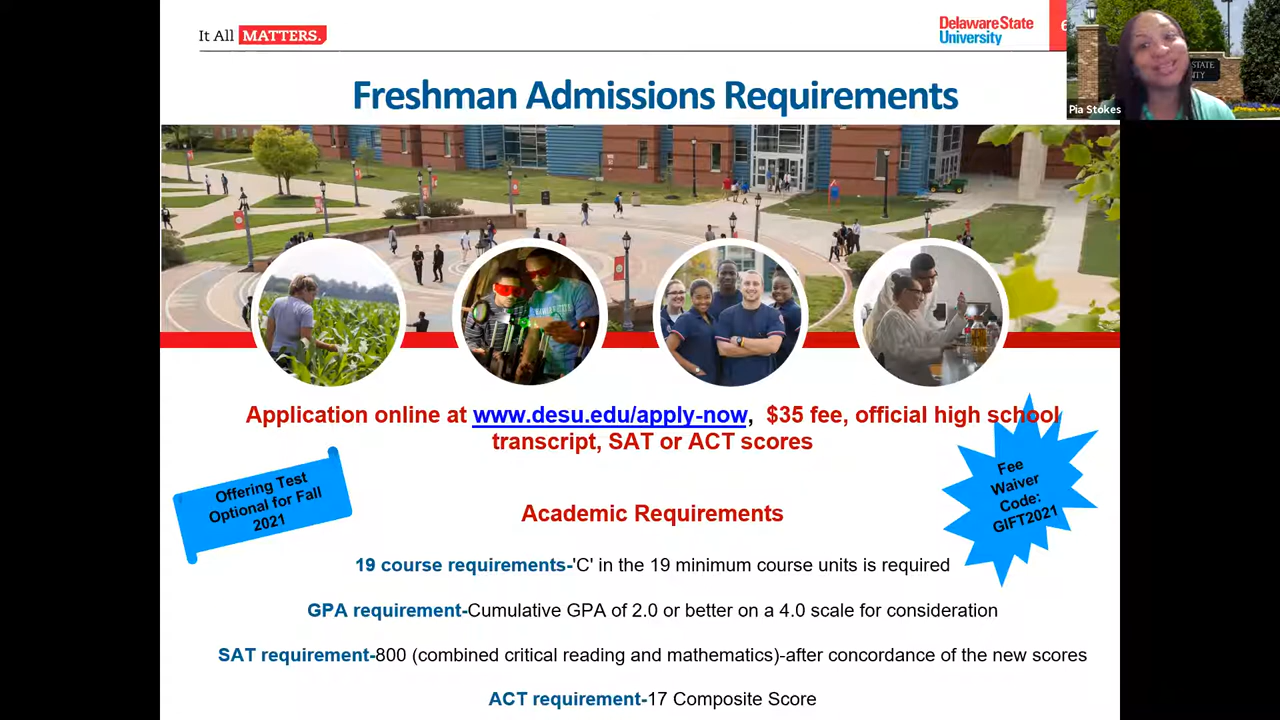 It All MATTERS.
Delaware State
University
6
STATE
Pia Stokes
Freshman Admissions Requirements
Application online at www.desu.edu/apply-now, $35 fee, official high school
transcript, SAT or ACT scores
Offering Test
Optional for Fall
2021
Fee
Waiver
Code:
GIFT2021
Academic Requirements
19 course requirements-'C' in the 19 minimum course units is required
GPA requirement-Cumulative GPA of 2.0 or better on a 4.0 scale for consideration
SAT requirement-800 (combined critical reading and mathematics)-after concordance of the new scores
ACT requirement-17 Composite Score